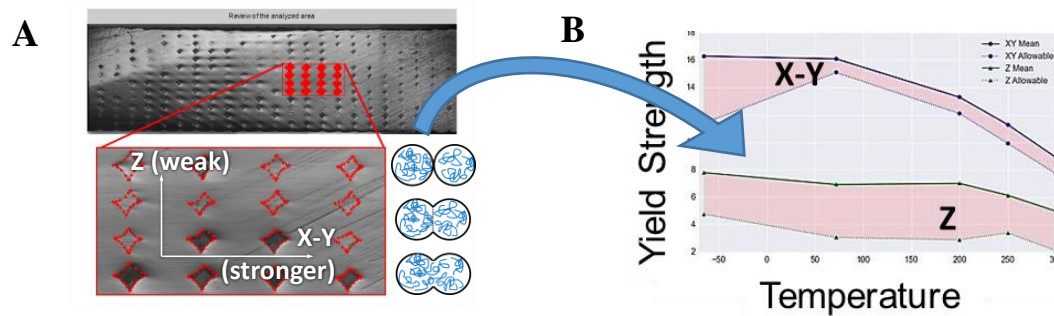 A
Review of the analyzed area
Z (weak)
X-Y
(stronger)
B
Yield Strength
18
16
14
8
6
4
2
X-Y
Z
XY Mean
XY Allowable
Z Mean
Z Allowable
-50
0
50
100
150
200
250
Temperature